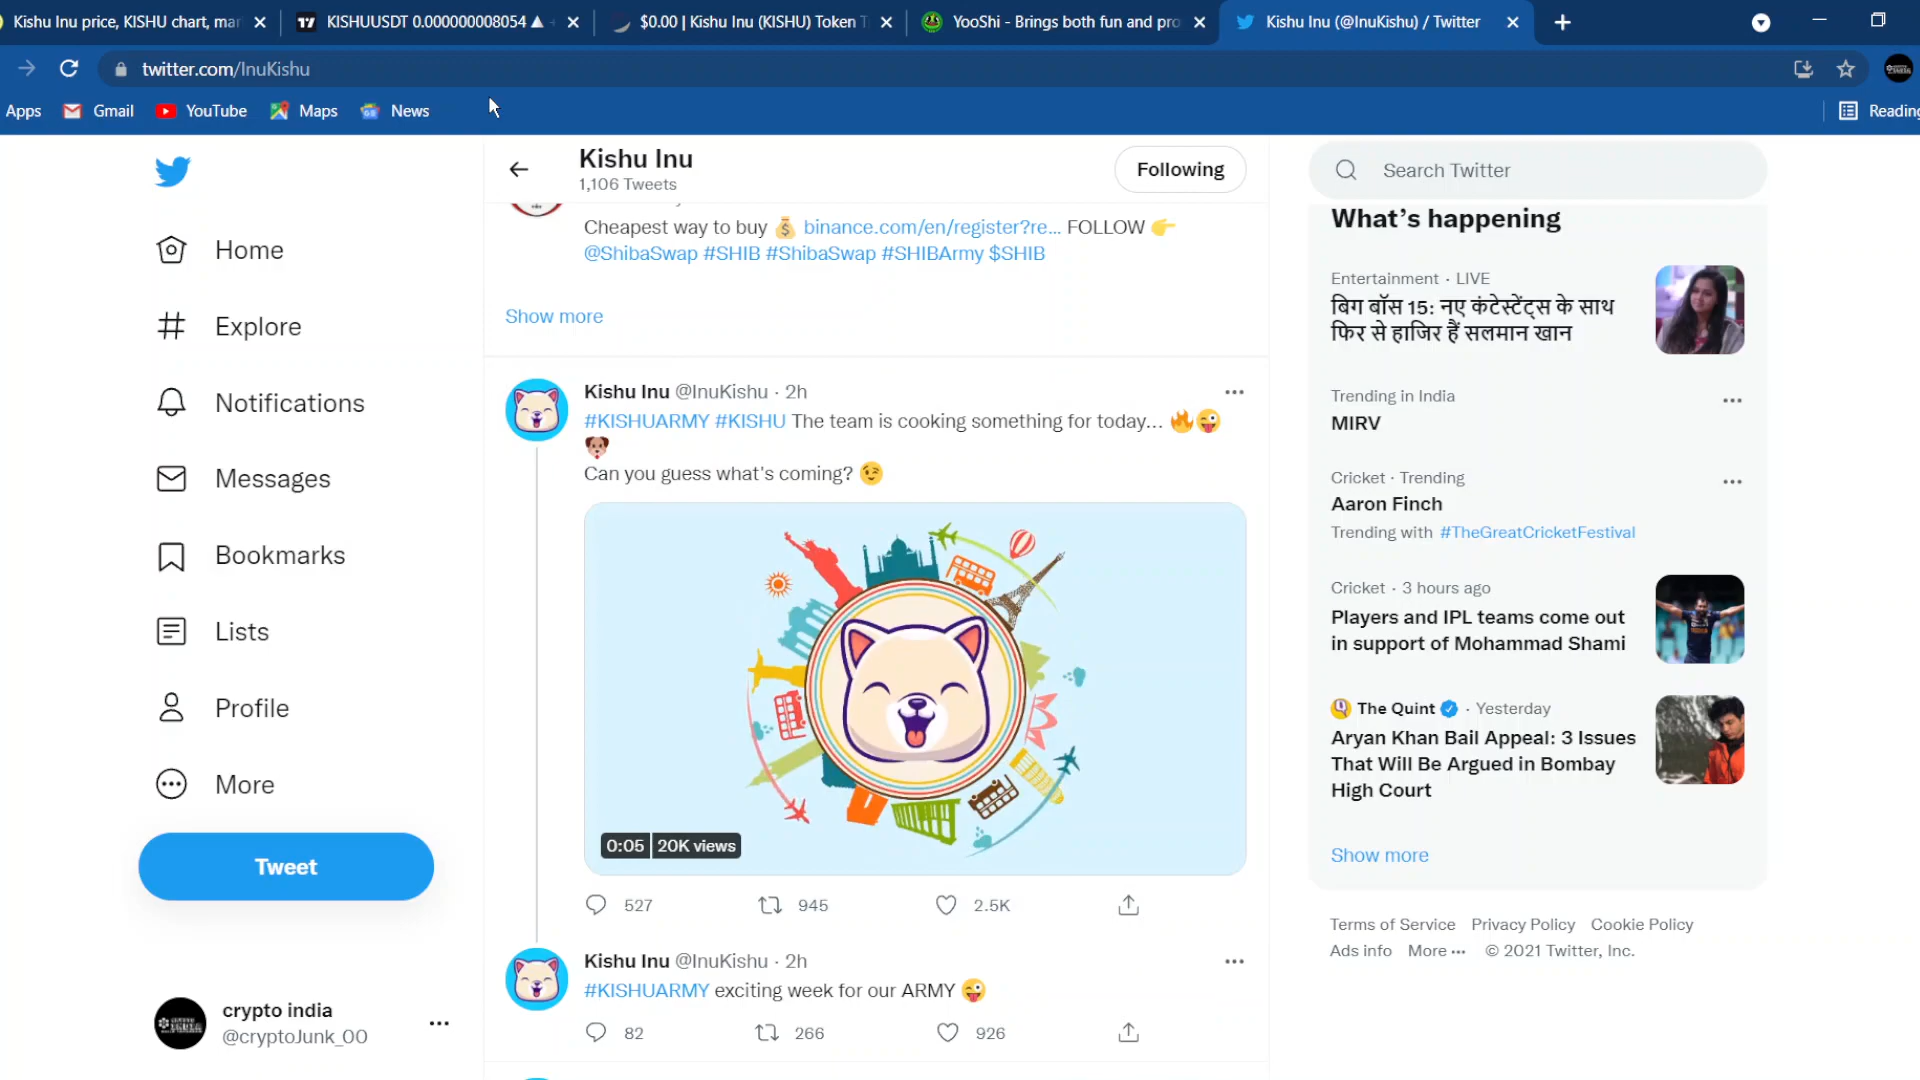 Kishu Inu price, KISHU chart, mar
KISHUUSDT 0.000000008054 ▲
$0.00 | Kishu Inu (KISHU) Token T
YooShi - Brings both fun and pro
Kishu Inu (@InuKishu) / Twitter
twitter.com/InuKishu
Apps
Gmail
YouTube
Maps
News
Reading
Kishu Inu
1,106 Tweets
Following
Search Twitter
Home
Explore
Notifications
Messages
Bookmarks
Lists
Profile
More
Tweet
crypto india
@cryptoJunk_00
Cheapest way to buy 💰 binance.com/en/register?re... FOLLOW 👉
@ShibaSwap #SHIB #ShibaSwap #SHIBArmy $SHIB
Show more
Kishu Inu @InuKishu · 2h
#KISHUARMY #KISHU The team is cooking something for today... 🔥😜
🐶
Can you guess what's coming? 😉
0:05 20K views
527 945 2.5K
Kishu Inu @InuKishu · 2h
#KISHUARMY exciting week for our ARMY 😜
82 266 926
What's happening
Entertainment · LIVE
बिग बॉस 15: नए कंटेस्टेंट्स के साथ
फिर से हाजिर हैं सलमान खान
Trending in India
MIRV
Cricket · Trending
Aaron Finch
Trending with #TheGreatCricketFestival
Cricket · 3 hours ago
Players and IPL teams come out
in support of Mohammad Shami
The Quint · Yesterday
Aryan Khan Bail Appeal: 3 Issues
That Will Be Argued in Bombay
High Court
Show more
Terms of Service Privacy Policy Cookie Policy
Ads info More ··· © 2021 Twitter, Inc.